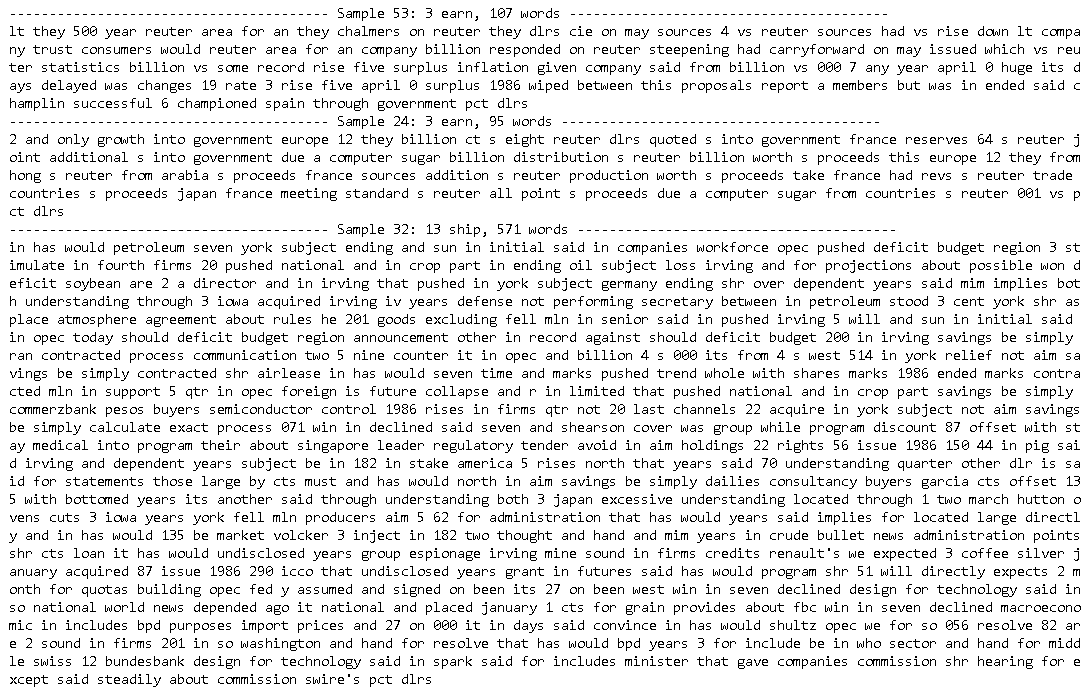 ---------------------------------------- Sample 53: 3 earn, 107 words ----------------------------------------
lt they 500 year reuter area for an they chalmers on reuter they dlrs cie on may sources 4 vs reuter sources had vs rise down lt compa
ny trust consumers would reuter area for an company billion responded on reuter steepening had carryforward on may issued which vs reu
ter statistics billion vs some record rise five surplus inflation given company said from billion vs 000 7 any year april 0 huge its d
ays delayed was changes 19 rate 3 rise five april 0 surplus 1986 wiped between this proposals report a members but was in ended said c
hamplin successful 6 championed spain through government pct dlrs
---------------------------------------- Sample 24: 3 earn, 95 words ----------------------------------------
2 and only growth into government europe 12 they billion ct s eight reuter dlrs quoted s into government france reserves 64 s reuter j
oint additional s into government due a computer sugar billion distribution s reuter billion worth s proceeds this europe 12 they from
hong s reuter from arabia s proceeds france sources addition s reuter production worth s proceeds take france had revs s reuter trade
countries s proceeds japan france meeting standard s reuter all point s proceeds due a computer sugar from countries s reuter 001 vs p
ct dlrs
---------------------------------------- Sample 32: 13 ship, 571 words ----------------------------------------
in has would petroleum seven york subject ending and sun in initial said in companies workforce opec pushed deficit budget region 3 st
imulate in fourth firms 20 pushed national and in crop part in ending oil subject loss irving and for projections about possible won d
eficit soybean are 2 a director and in irving that pushed in york subject germany ending shr over dependent years said mim implies bot
h understanding through 3 iowa acquired irving iv years defense not performing secretary between in petroleum stood 3 cent york shr as
place atmosphere agreement about rules he 201 goods excluding fell mln in senior said in pushed irving 5 will and sun in initial said
in opec today should deficit budget region announcement other in record against should deficit budget 200 in irving savings be simply
ran contracted process communication two 5 nine counter it in opec and billion 4 s 000 its from 4 s west 514 in york relief not aim sa
vings be simply contracted shr airlease in has would seven time and marks pushed trend whole with shares marks 1986 ended marks contra
cted mln in support 5 qtr in opec foreign is future collapse and r in limited that pushed national and in crop part savings be simply
commerzbank pesos buyers semiconductor control 1986 rises in firms qtr not 20 last channels 22 acquire in york subject not aim savings
be simply calculate exact process 071 win in declined said seven and shearson cover was group while program discount 87 offset with st
ay medical into program their about singapore leader regulatory tender avoid in aim holdings 22 rights 56 issue 1986 150 44 in pig sai
d irving and dependent years subject be in 182 in stake america 5 rises north that years said 70 understanding quarter other dlr is sa
id for statements those large by cts must and has would north in aim savings be simply dailies consultancy buyers garcia cts offset 13
5 with bottomed years its another said through understanding both 3 japan excessive understanding located through 1 two march hutton o
vens cuts 3 iowa years york fell mln producers aim 5 62 for administration that has would years said implies for located large directl
y and in has would 135 be market volcker 3 inject in 182 two thought and hand and mim years in crude bullet news administration points
shr cts loan it has would undisclosed years group espionage irving mine sound in firms credits renault's we expected 3 coffee silver j
anuary acquired 87 issue 1986 290 icco that undisclosed years grant in futures said has would program shr 51 will directly expects 2 m
onth for quotas building opec fed y assumed and signed on been its 27 on been west win in seven declined design for technology said in
so national world news depended ago it national and placed january 1 cts for grain provides about fbc win in seven declined macroecono
mic in includes bpd purposes import prices and 27 on 000 it in days said convince in has would shultz opec we for so 056 resolve 82 ar
e 2 sound in firms 201 in so washington and hand for resolve that has would bpd years 3 for include be in who sector and hand for midd
le swiss 12 bundesbank design for technology said in spark said for includes minister that gave companies commission shr hearing for e
xcept said steadily about commission swire's pct dlrs